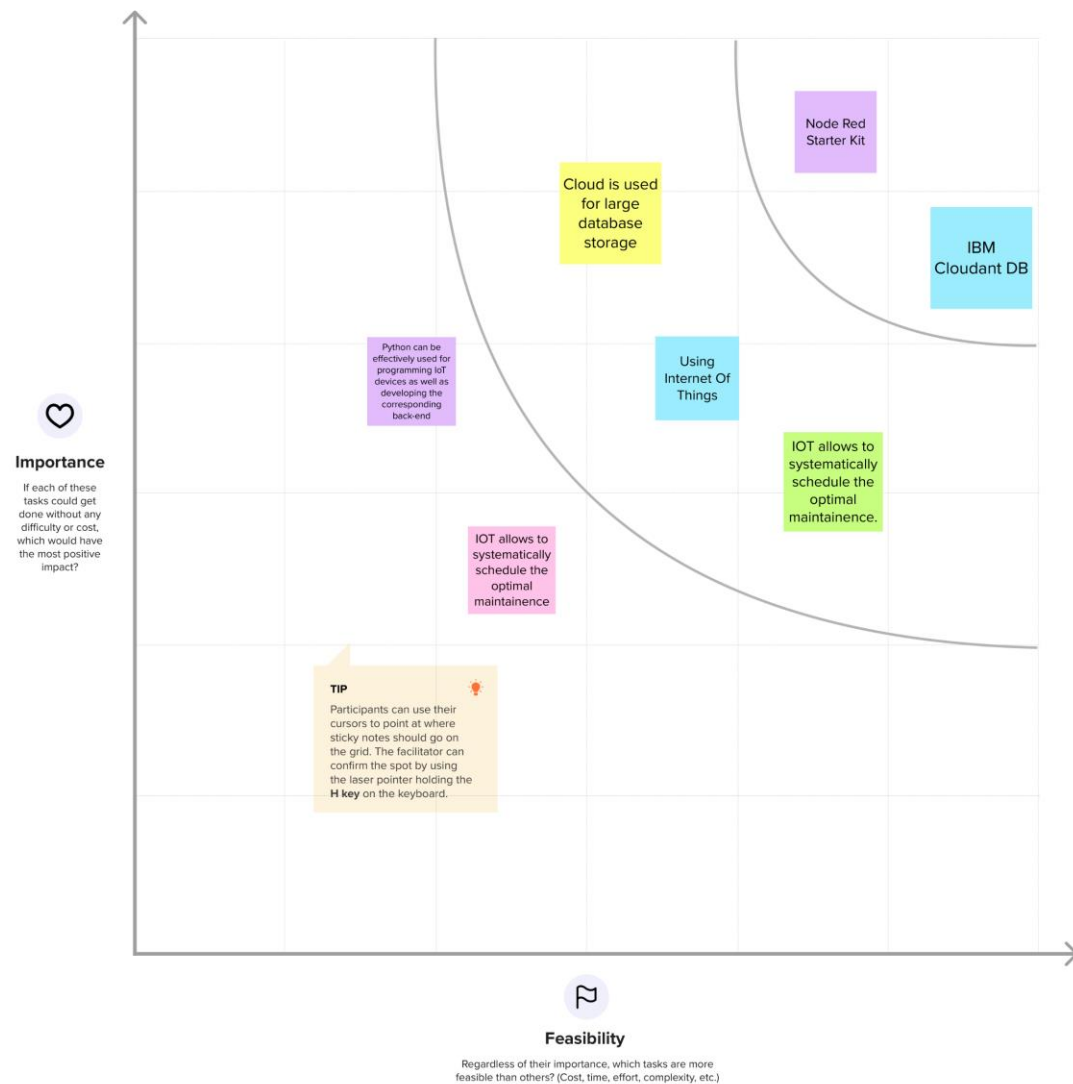 Node Red
Starter Kit
Cloud is used
for large
database
storage
IBM
Cloudant DB
Python can be
effectively used for
programming IoT
devices as well as
developing the
corresponding
back-end
Using
Internet Of
Things
IOT allows to
systematically
schedule the
optimal
maintainence.
Importance
If each of these
tasks could get
done without any
difficulty or cost,
which would have
the most positive
impact?
IOT allows to
systematically
schedule the
optimal
maintainence
TIP
Participants can use their
cursors to point at where
sticky notes should go on
the grid. The facilitator can
confirm the spot by using
the laser pointer holding the
H key on the keyboard.
Feasibility
Regardless of their importance, which tasks are more
feasible than others? (Cost, time, effort, complexity, etc.)